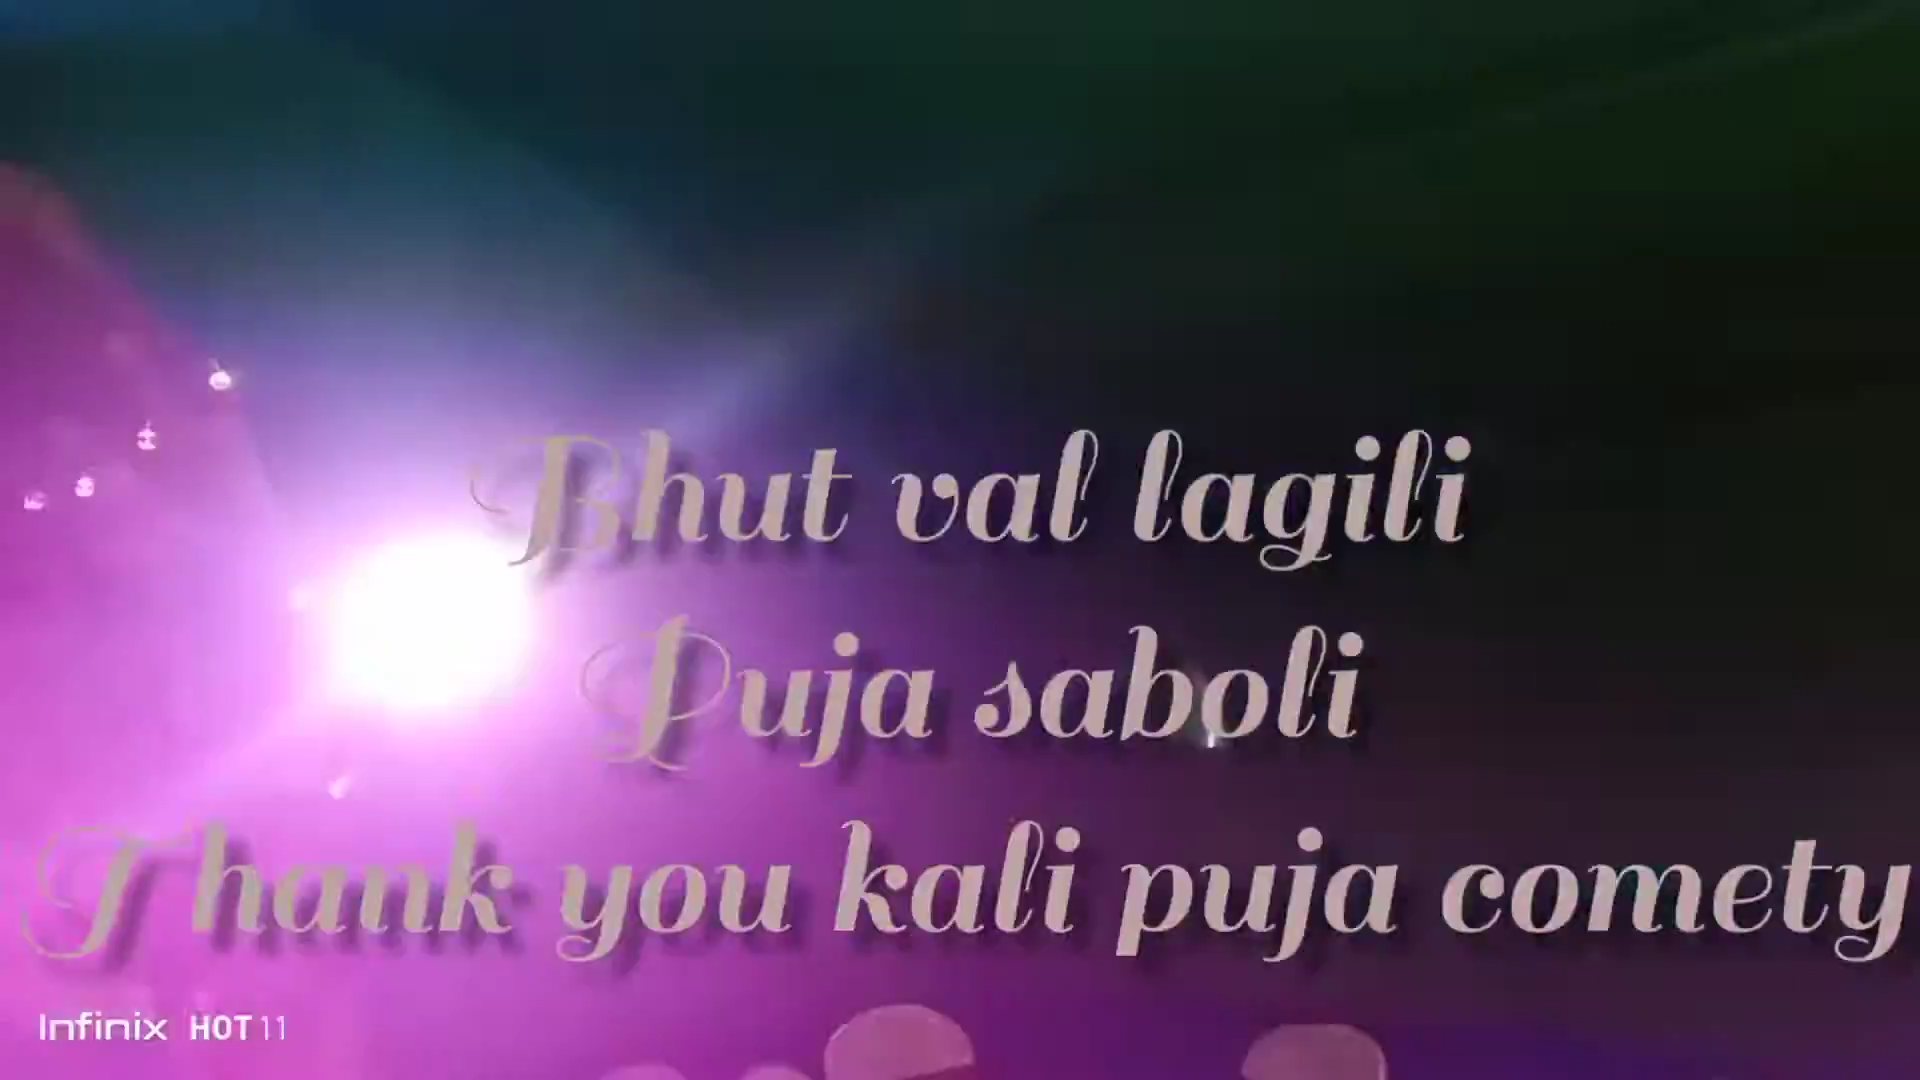 Bhut val lagili
Puja saboli
Thank you kali puja comety
Infinix HOT 11